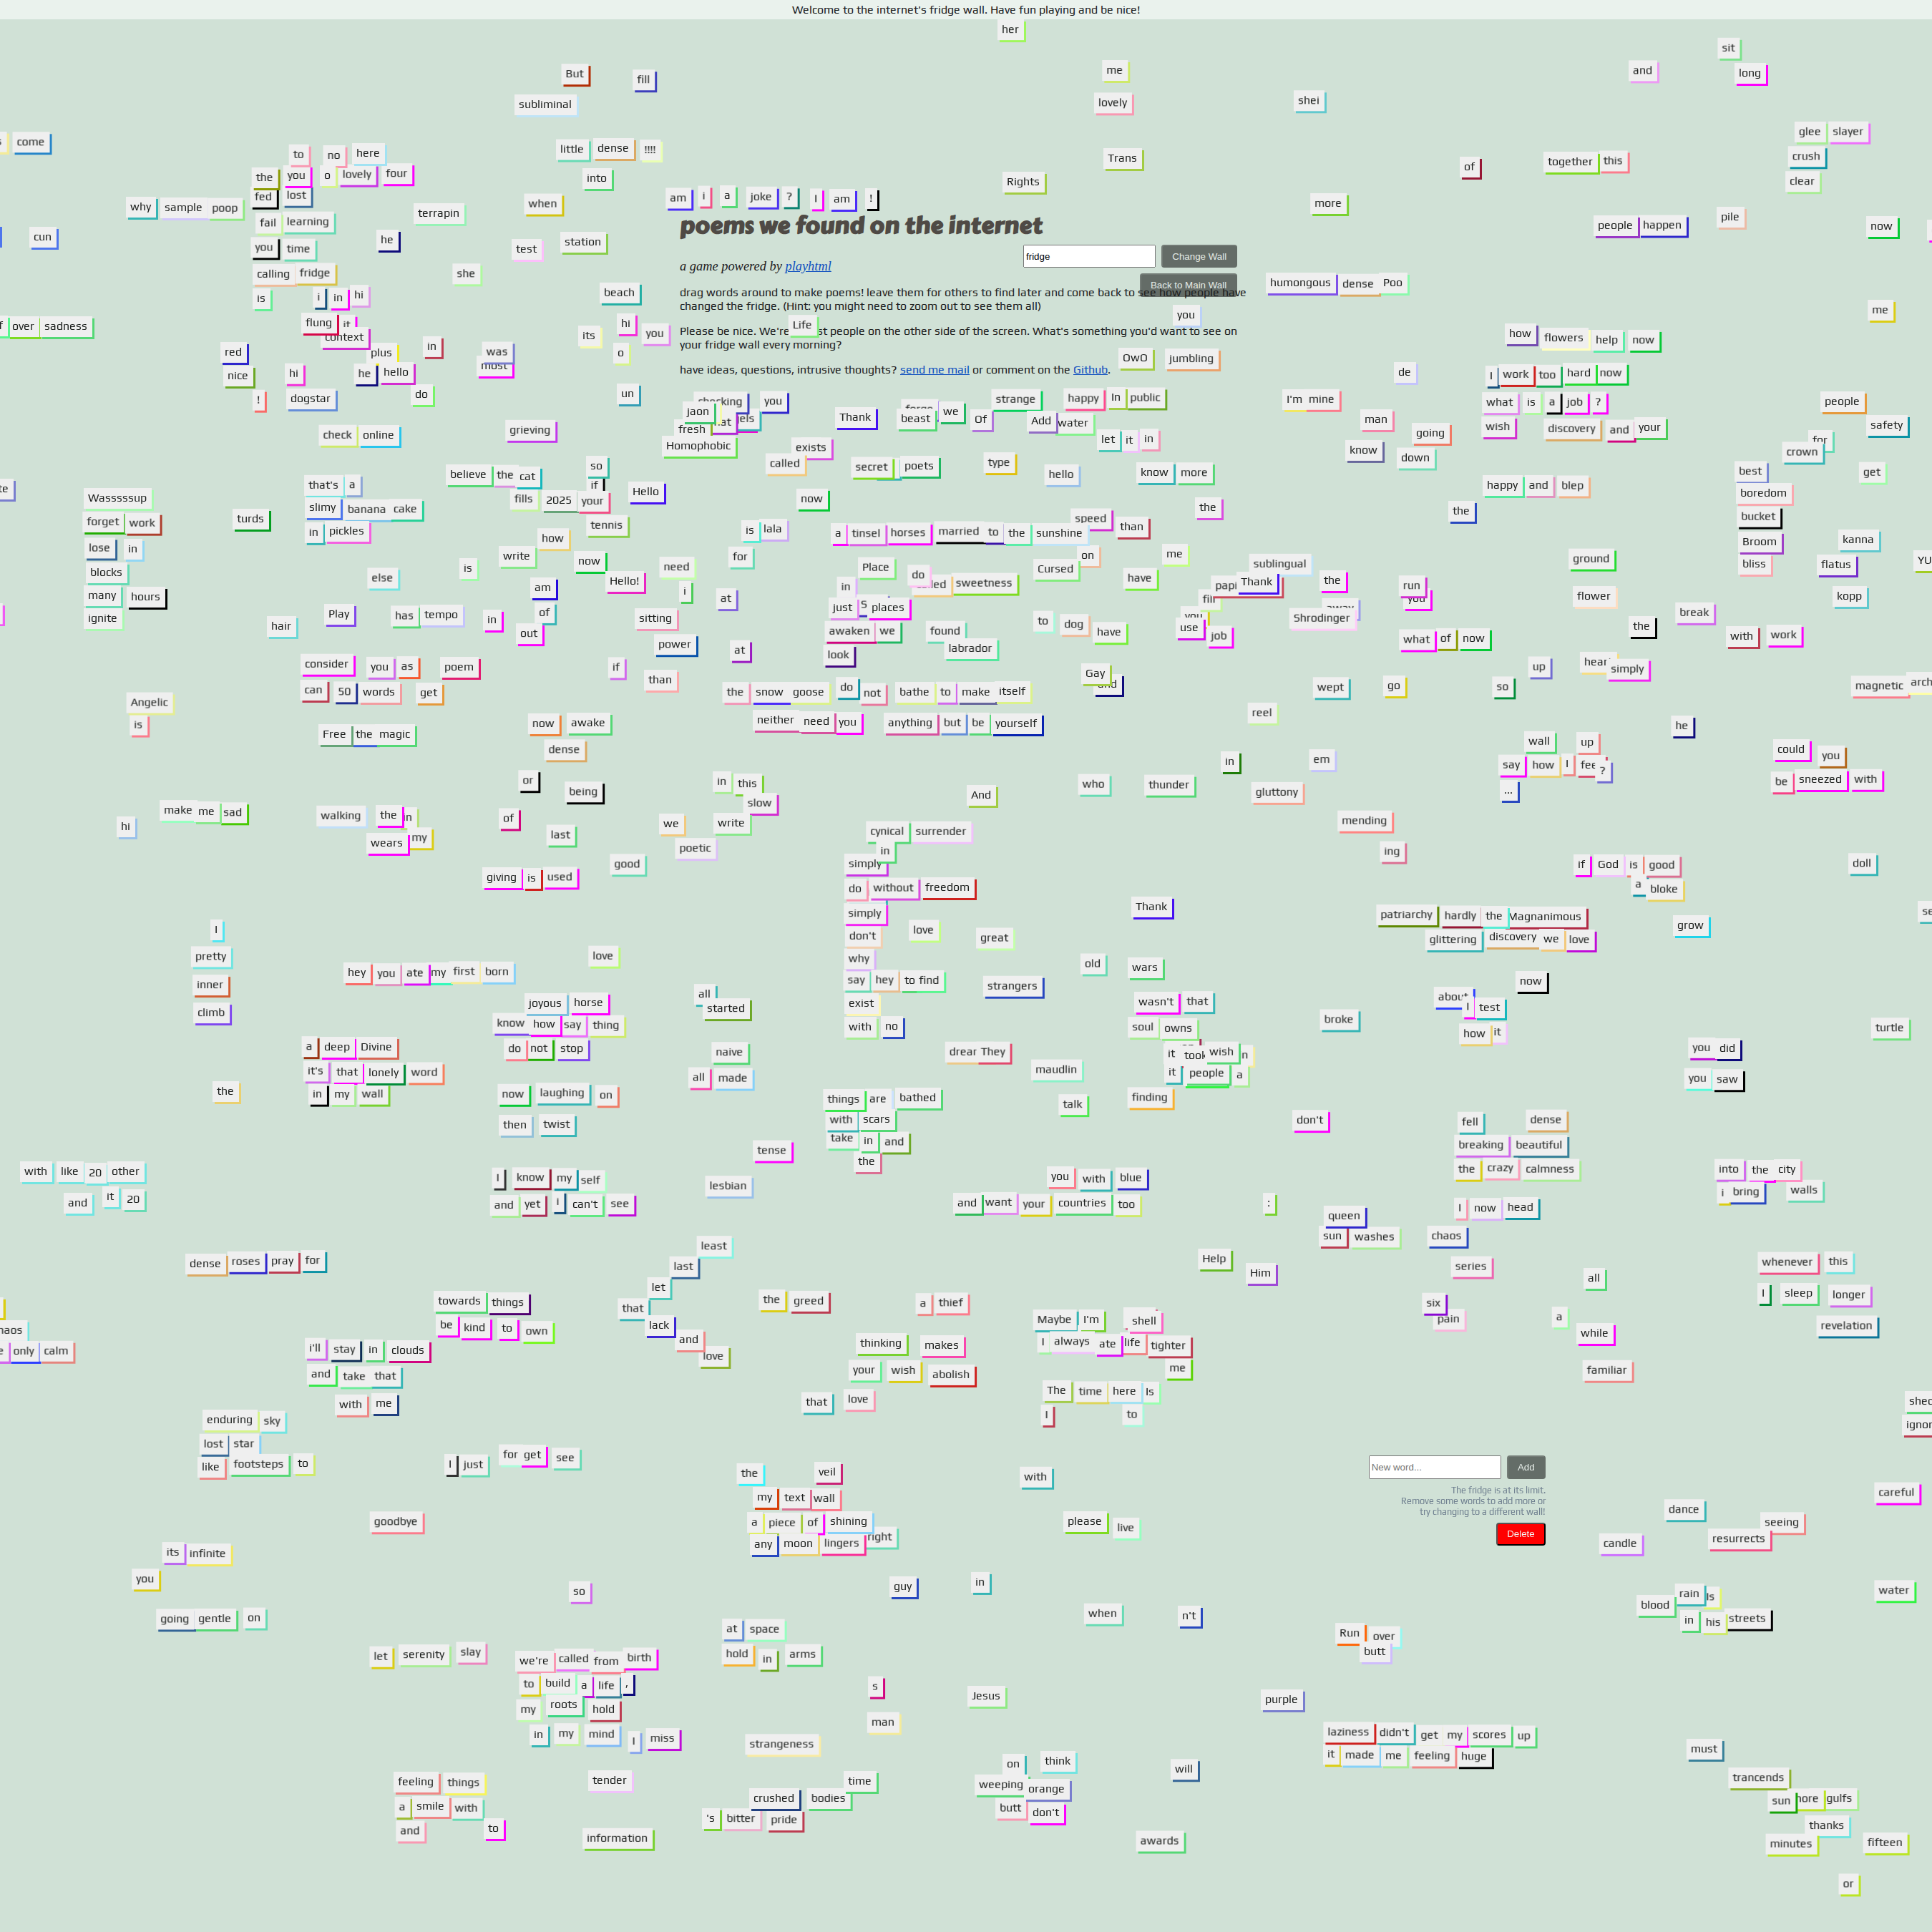 Welcome to the internet's fridge wall. Have fun playing and be nice!
her
sit
But fill me and long
subliminal lovely shei
come little dense !!!! glee slayer
to no here Trans of together this crush
the you o lovely four into Rights clear
fed lost when am i a joke ? I am ! more
why sample poop terrapin pile
fail learning people happen now
poems we found on the internet
cun you time he test station
fridge Change Wall
a game powered by playhtml
calling fridge she
Back to Main Wall
humongous dense Poo
is i in hi beach
drag words around to make poems! leave them for others to find later and come back to see how people have
changed the fridge. (Hint: you might need to zoom out to see them all)
you me
over sadness flung it hi you its Life
Please be nice. We're st people on the other side of the screen. What's something you'd want to see on
your fridge wall every morning?
context how flowers help now
red plus in was o OwO jumbling
have ideas, questions, intrusive thoughts? send me mail or comment on the Github.
nice hi he hello most de I work too hard now
! dogstar do un checking you strange happy In public I'm mine what is a job ? people
jaon Thank beast we Of Add water man wish discovery and your safety
check online grieving fresh Homophobic let it in going for
exists know down crown
called secret poets type hello know more best get
believe the cat so
that's a if happy and blep boredom
Wasssssup fills 2025 your Hello now the the bucket
slimy banana cake
forget work turds in pickles tennis is lala a tinsel horses married to the sunshine speed than
how Broom kanna
lose in write now for on me ground bliss flatus
blocks else is Hello! need Place do Cursed have sublingual
many hours am i in sweetness Thank the run flower kopp
ignite Play has tempo in of at just places use job Shrodinger break
hair out sitting awaken we found to dog have what of now the with work
power at look labrador
consider you as poem if than Gay up simply
can 50 words get the snow goose do not bathe to make itself wept go so magnetic
Angelic
is now awake neither need you anything but be yourself reel he
Free the magic dense wall up could you
or being in this who thunder in em say how I ? be sneezed with
slow And gluttony ...
make me sad walking the
hi wears my of last we write cynical surrender mending
good poetic in ing
giving is used simply if God is good doll
do without freedom a bloke
I simply Thank patriarchy hardly the Magnanimous grow
pretty love don't love great glittering discovery we love
inner hey you ate my first born why old wars
say hey to find strangers now
climb joyous horse all started exist wasn't that about I test
know how say thing with no soul owns broke how it turtle
a deep Divine do not stop naive They it took wish you did
it's that lonely word all made maudlin it people a you saw
the in my wall now laughing on things are bathed talk finding don't
then twist with scars fell dense
tense take in and breaking beautiful
with like 20 other the the crazy calmness into the city
and it 20 I know my self lesbian you with blue i bring walls
and yet i can't see and want your countries too : I now head
queen
sun washes chaos
least
dense roses pray for last Help Him series all whenever this
let
towards things that the greed a thief six a I sleep longer
be kind to own lack Maybe I'm shell pain while revelation
only calm i'll stay in clouds and thinking makes I always ate life tighter
and take that love your wish abolish me familiar
with me that love The time here Is
enduring sky I to
lost star
like footsteps to I just for get see the veil with
New word... Add
my text wall The fridge is at its limit. careful
Remove some words to add more or dance
goodbye a piece of shining please live try changing to a different wall! seeing
its infinite any moon lingers right Delete candle resurrects
you so guy in water
going gentle on when n't blood rain Is
in his streets
at space Run over
let serenity slay we're called from birth hold in arms butt
to build a life , s Jesus purple
my roots hold man
in my mind I miss strangeness laziness didn't get my scores up
it made me feeling huge
feeling things tender time on think will must
a smile with crushed bodies weeping orange trancends
and to 's bitter pride butt don't sun gulfs
information awards thanks
minutes fifteen
or